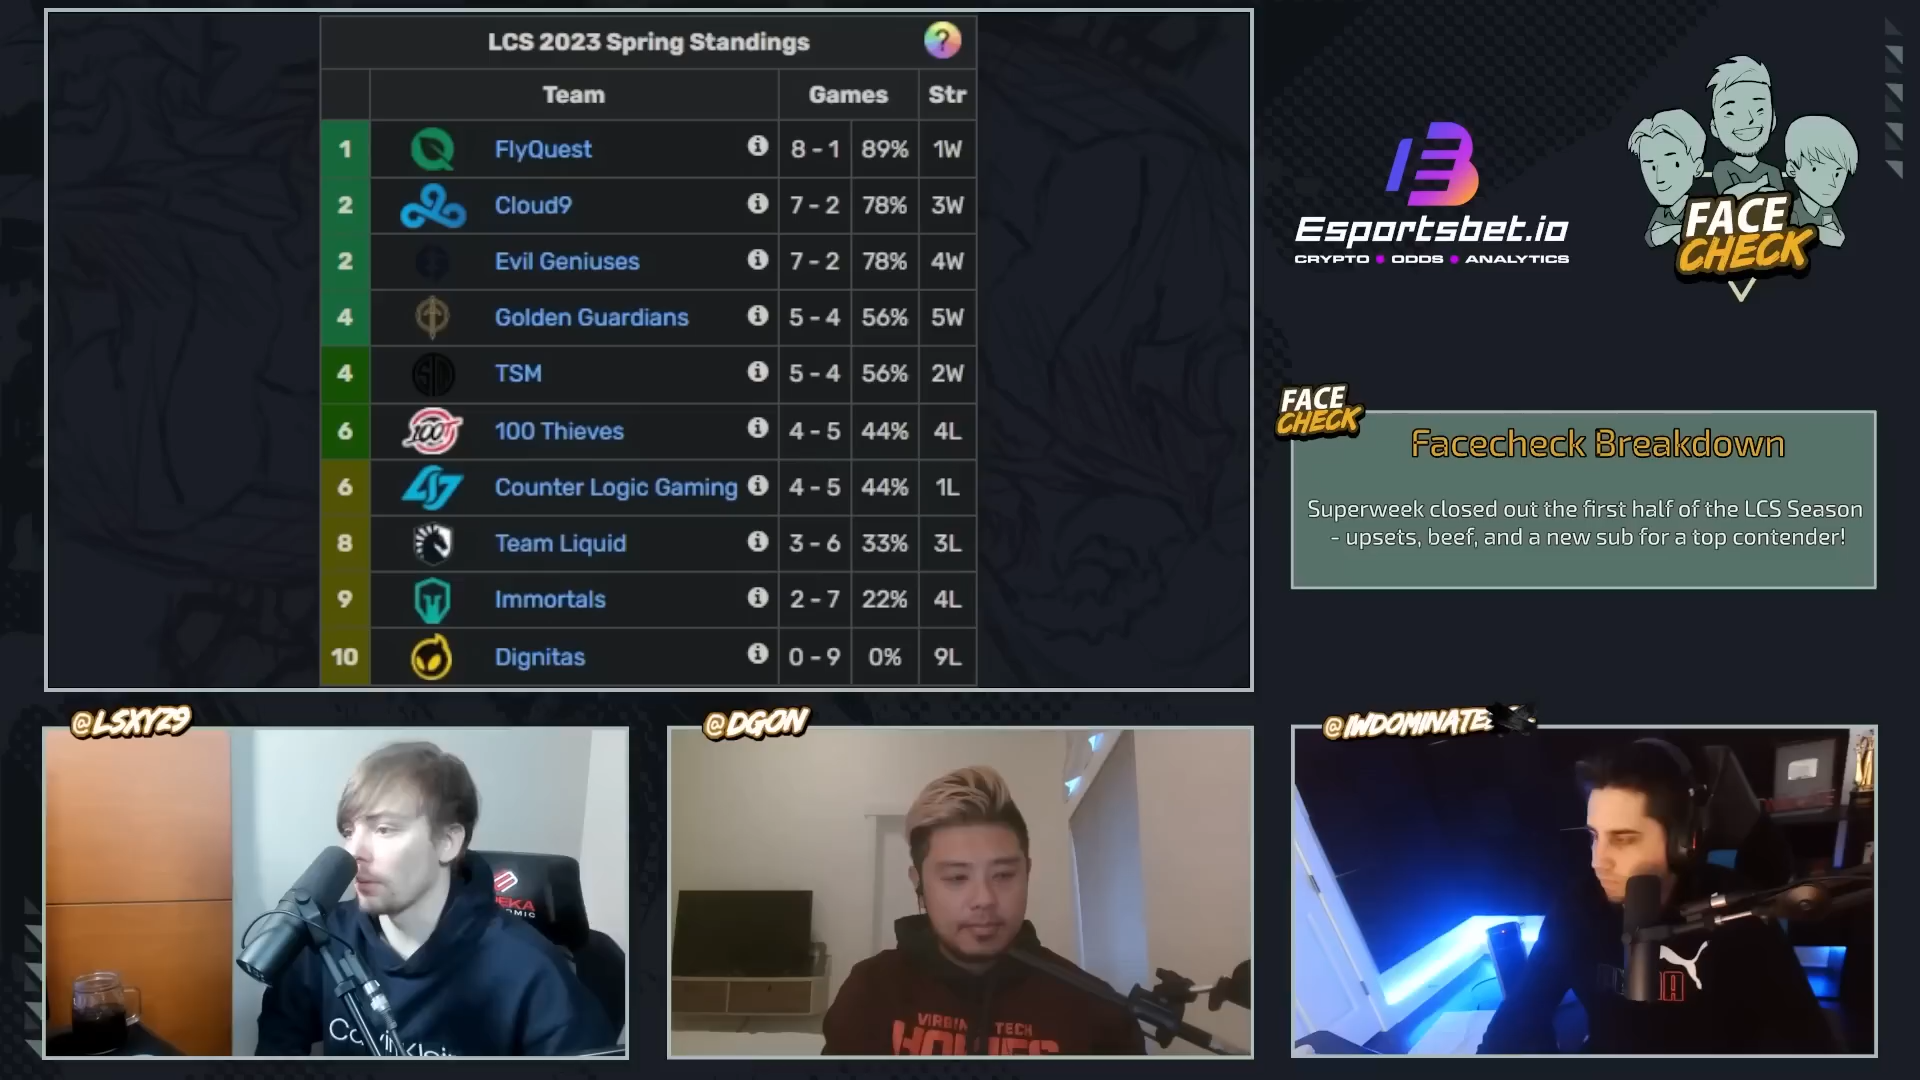 LCS 2023 Spring Standings ?
Team Games Str
1 FlyQuest 8 - 1 89% 1W
2 Cloud9 7 - 2 78% 3W
2 Evil Geniuses 7 - 2 78% 4W
4 Golden Guardians 5 - 4 56% 5W
4 TSM 5 - 4 56% 2W
6 100 Thieves 4 - 5 44% 4L
6 Counter Logic Gaming 4 - 5 44% 1L
8 Team Liquid 3 - 6 33% 3L
9 Immortals 2 - 7 22% 4L
10 Dignitas 0 - 9 0% 9L
Esportsbet.io
CRYPTO • ODDS • ANALYTICS
FACE
CHECK
FACE
CHECK
Facecheck Breakdown
Superweek closed out the first half of the LCS Season
- upsets, beef, and a new sub for a top contender!
@LSXYZ9
@DGON
@IWDOMINATE
VIRGINIA TECH
HOKIES